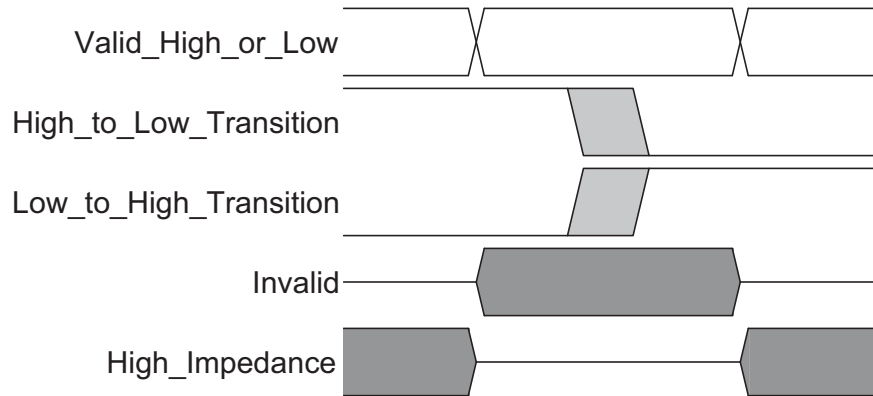 Valid_High_or_Low
High_to_Low_Transition
Low_to_High_Transition
Invalid
High_Impedance